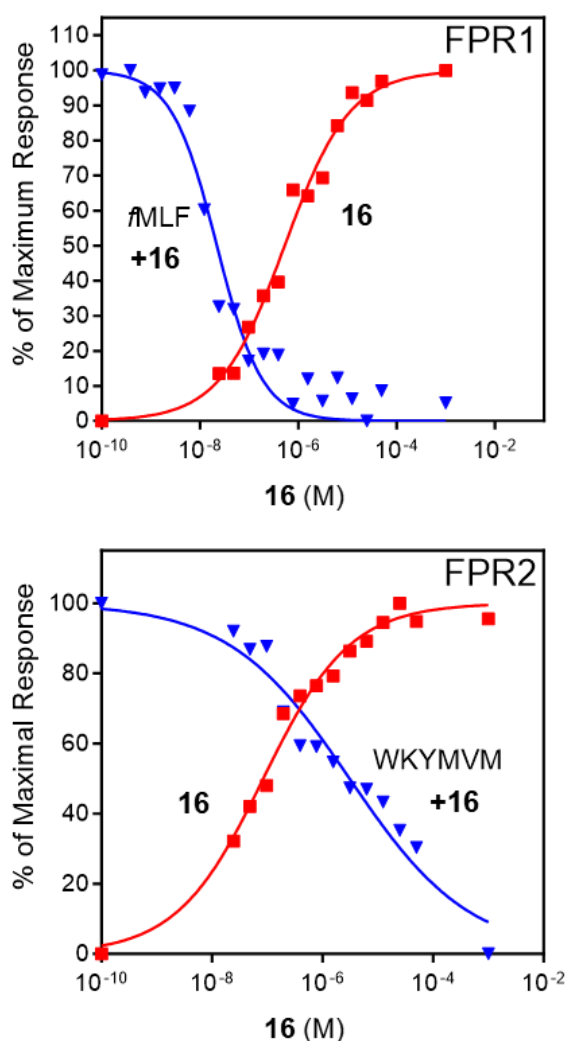 FPR1
% of Maximum Response
110
100
90
80
70
60
50
40
30
20
10
0
fMLF
+16
16
10⁻¹⁰ 10⁻⁸ 10⁻⁶ 10⁻⁴ 10⁻²
16 (M)
FPR2
% of Maximal Response
100
80
60
40
20
0
16
WKYMVM
+16
10⁻¹⁰ 10⁻⁸ 10⁻⁶ 10⁻⁴ 10⁻²
16 (M)